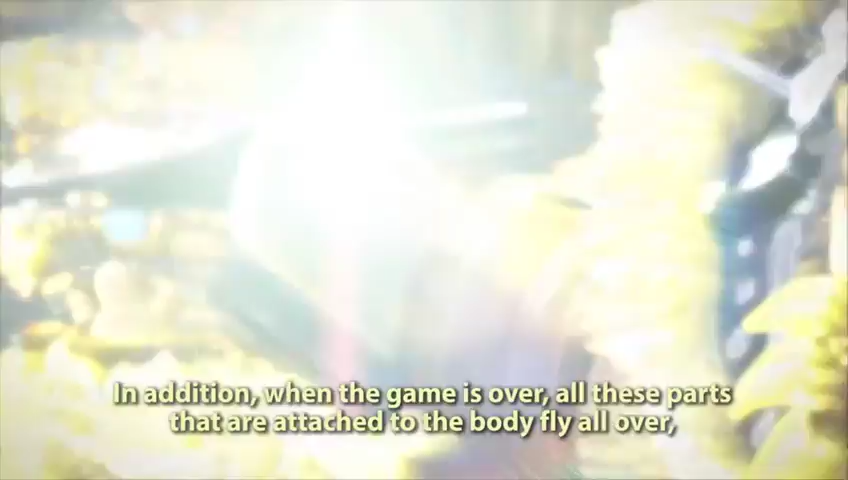 In addition, when the game is over, all these parts
that are attached to the body fly all over,